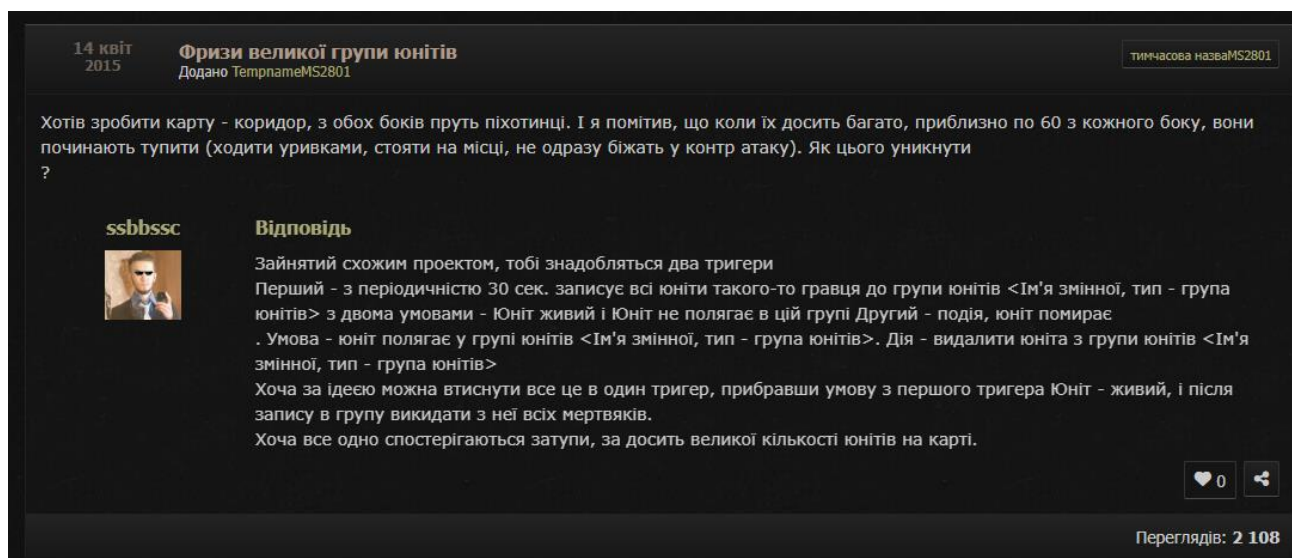 14 квіт
2015
Фризи великої групи юнітів
Додано TempnameMS2801
тимчасова назваMS2801
Хотів зробити карту - коридор, з обох боків пруть піхотинці. І я помітив, що коли їх досить багато, приблизно по 60 з кожного боку, вони
починають тупити (ходити уривками, стояти на місці, не одразу біжать у контр атаку). Як цього уникнути
?
ssbbssc
Відповідь
Зайнятий схожим проектом, тобі знадобляться два тригери
Перший - з періодичністю 30 сек. записує всі юніти такого-то гравця до групи юнітів <Ім'я змінної, тип - група
юнітів> з двома умовами - Юніт живий і Юніт не полягає в цій групі Другий - подія, юніт помирає
. Умова - юніт полягає у групі юнітів <Ім'я змінної, тип - група юнітів>. Дія - видалити юніта з групи юнітів <Ім'я
змінної, тип - група юнітів>
Хоча за ідеєю можна втиснути все це в один тригер, прибравши умову з першого тригера Юніт - живий, і після
запису в групу викидати з неї всіх мертвяків.
Хоча все одно спостерігаються затупи, за досить великої кількості юнітів на карті.
0
Переглядів: 2 108